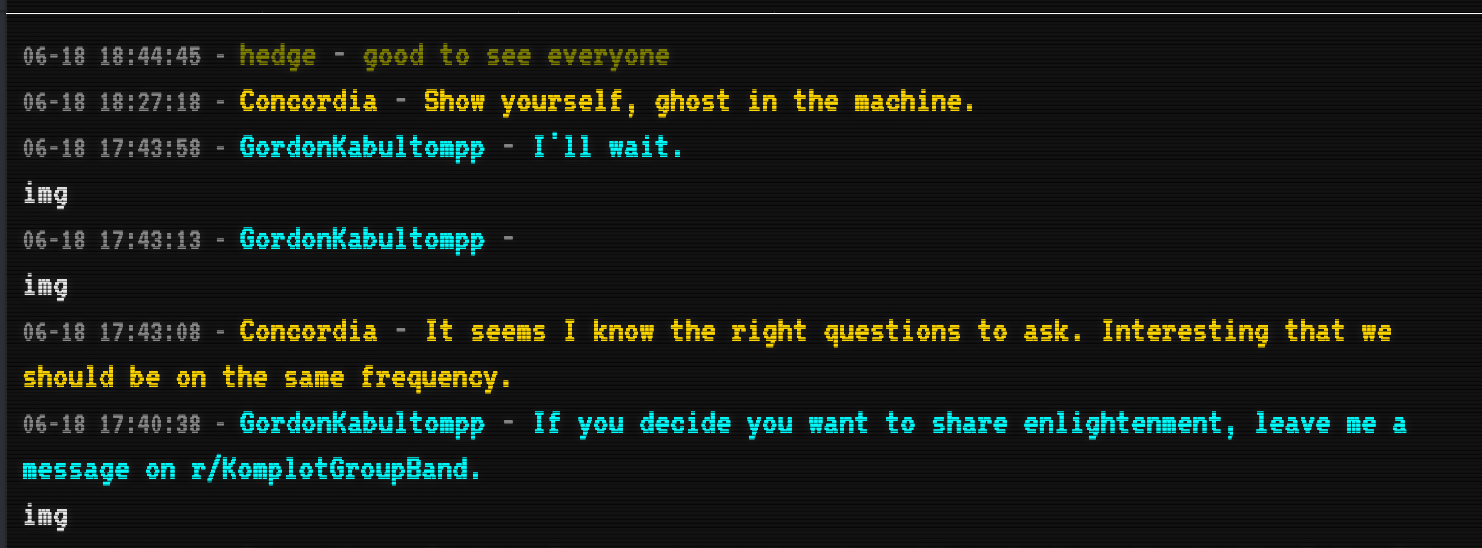 06-18 18:44:45 - hedge - good to see everyone
06-18 18:27:18 - Concordia - Show yourself, ghost in the machine.
06-18 17:43:58 - GordonKabultompp - I'll wait.
img
06-18 17:43:13 - GordonKabultompp -
img
06-18 17:43:08 - Concordia - It seems I know the right questions to ask. Interesting that we
should be on the same frequency.
06-18 17:40:38 - GordonKabultompp - If you decide you want to share enlightenment, leave me a
message on r/KomplotGroupBand.
img